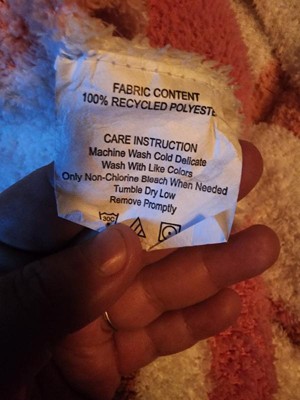 FABRIC CONTENT
100% RECYCLED POLYESTE
CARE INSTRUCTION
Machine Wash Cold Delicate
Wash With Like Colors
Only Non-Chlorine Bleach When Needed
Tumble Dry Low
Remove Promptly
30C